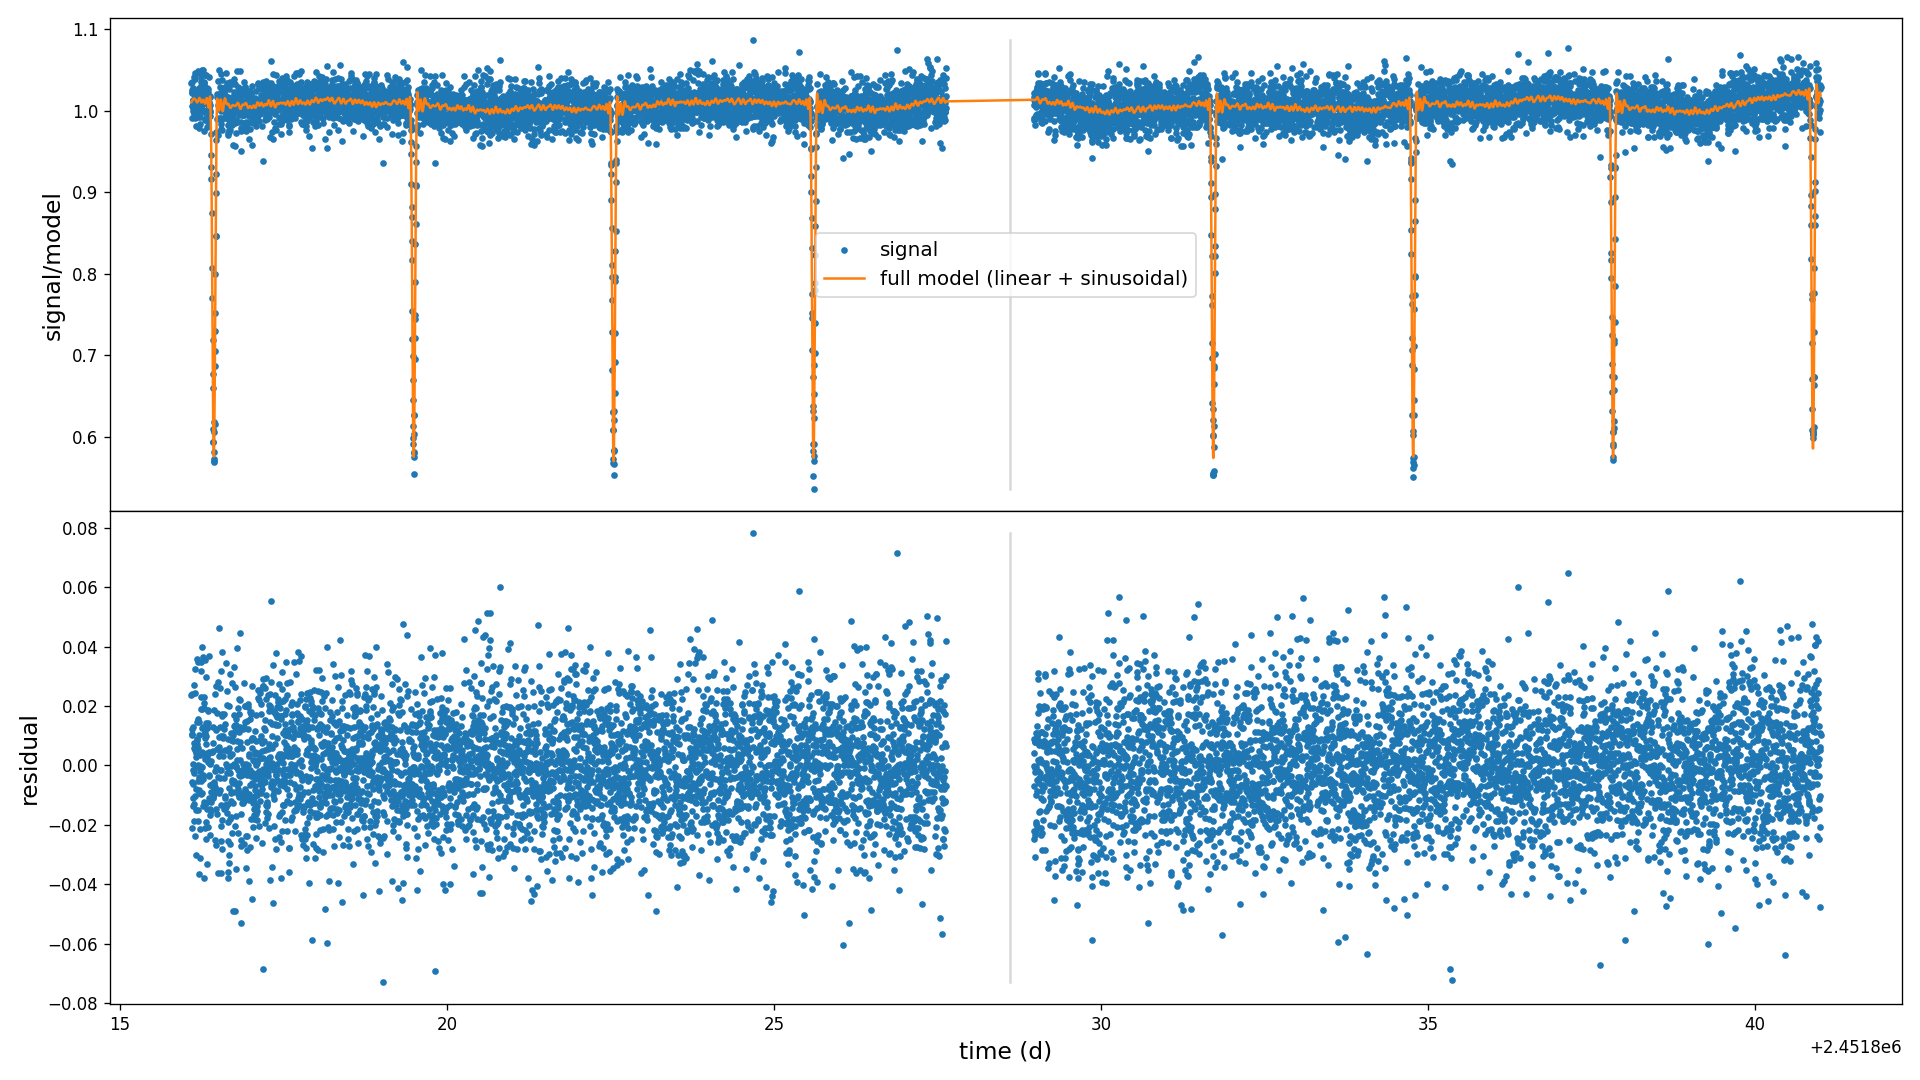 1.1
1.0
0.9
0.8
0.7
0.6
signal/model
signal
full model (linear + sinusoidal)
0.08
0.06
0.04
0.02
0.00
−0.02
−0.04
−0.06
−0.08
residual
15 20 25 30 35 40
time (d)
+2.4518e6